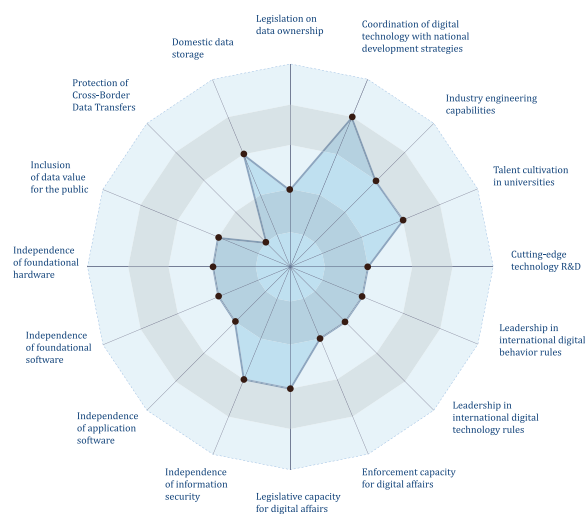 Legislation on
data ownership
Coordination of digital
technology with national
development strategies
Industry engineering
capabilities
Talent cultivation
in universities
Cutting-edge
technology R&D
Leadership in
international digital
behavior rules
Leadership in
international digital
technology rules
Enforcement capacity
for digital affairs
Legislative capacity
for digital affairs
Independence
of information
security
Independence
of application
software
Independence
of foundational
software
Independence
of foundational
hardware
Inclusion
of data value
for the public
Protection of
Cross-Border
Data Transfers
Domestic data
storage